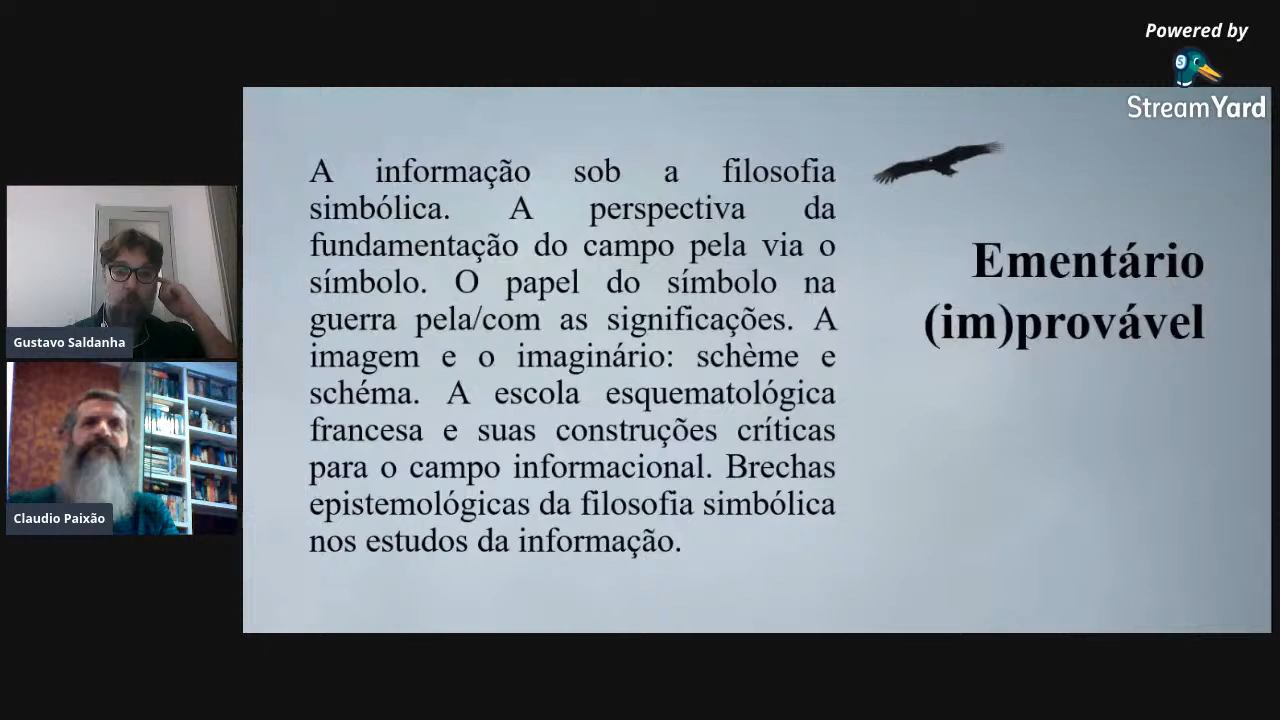 Powered by
StreamYard
A informação sob a filosofia
simbólica. A perspectiva da
fundamentação do campo pela via o
símbolo. O papel do símbolo na
guerra pela/com as significações. A
imagem e o imaginário: schème e
schéma. A escola esquematológica
francesa e suas construções críticas
para o campo informacional. Brechas
epistemológicas da filosofia simbólica
nos estudos da informação.
Ementário
(im)provável
Gustavo Saldanha
Claudio Paixão